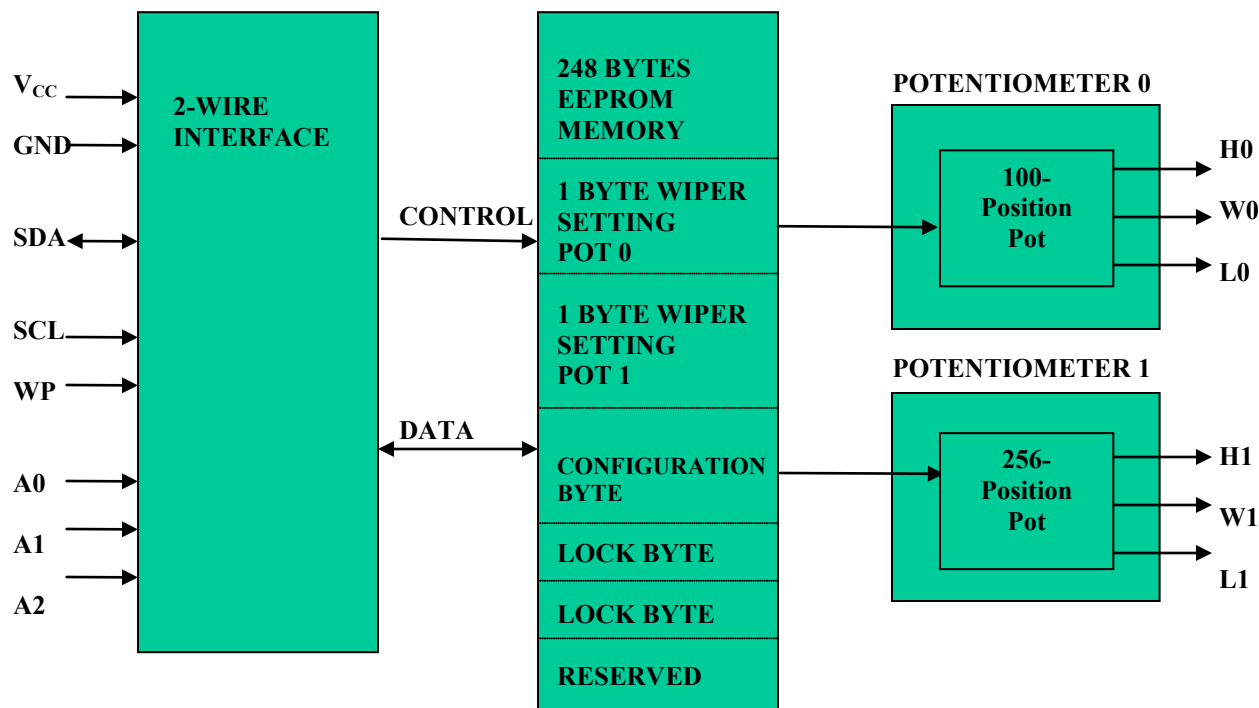 V_CC
GND
SDA
SCL
WP
A0
A1
A2
2-WIRE
INTERFACE
CONTROL
DATA
248 BYTES
EEPROM
MEMORY
1 BYTE WIPER
SETTING
POT 0
1 BYTE WIPER
SETTING
POT 1
CONFIGURATION
BYTE
LOCK BYTE
LOCK BYTE
RESERVED
POTENTIOMETER 0
100-
Position
Pot
H0
W0
L0
POTENTIOMETER 1
256-
Position
Pot
H1
W1
L1